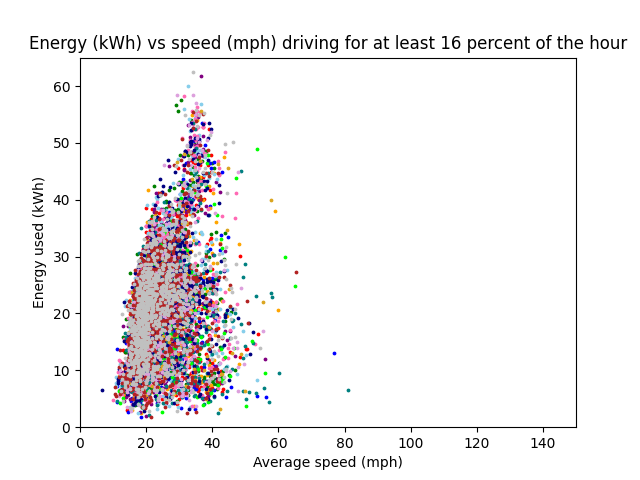 Energy (kWh) vs speed (mph) driving for at least 16 percent of the hour
60
50
40
30
20
10
0
Energy used (kWh)
0 20 40 60 80 100 120 140
Average speed (mph)